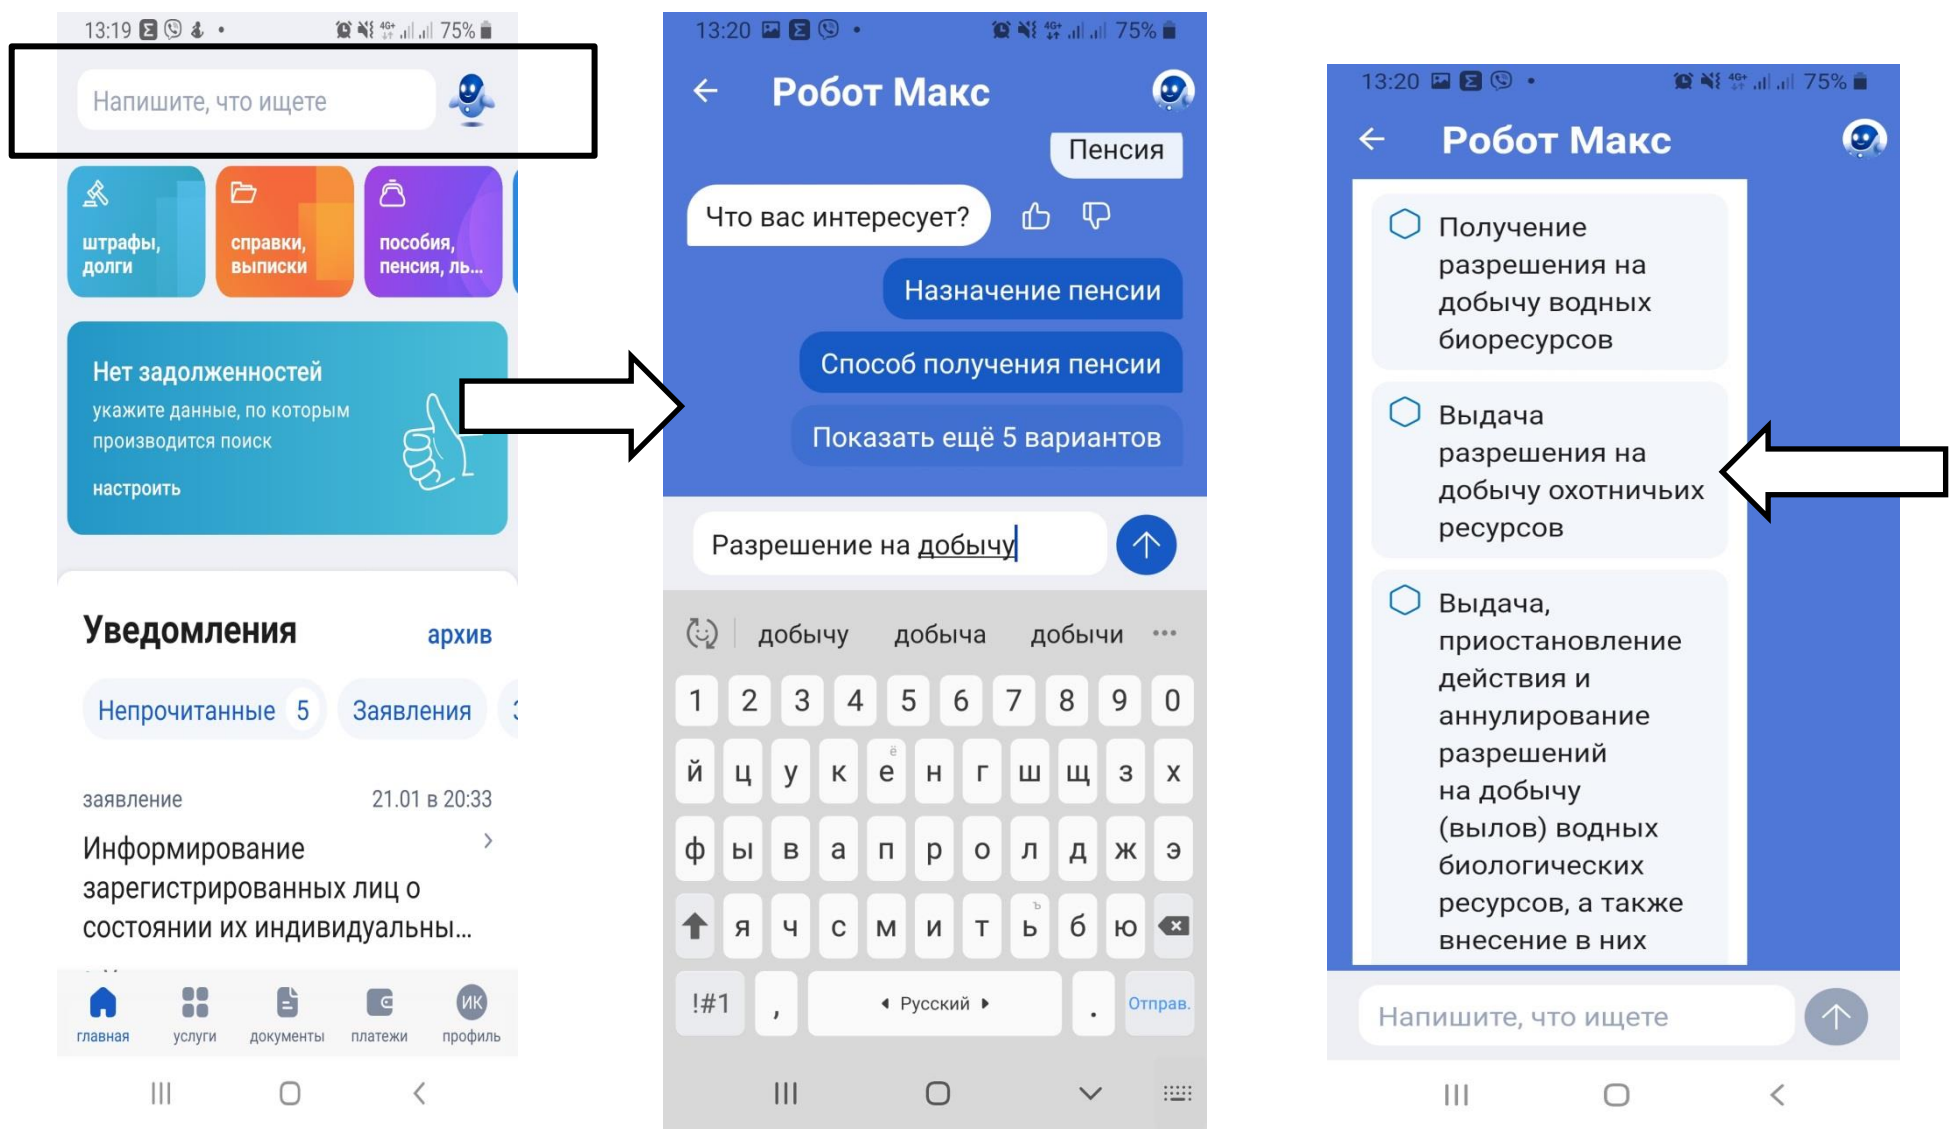 13:19
4G+
75%
Напишите, что ищете
штрафы,
долги
справки,
выписки
пособия,
пенсия, ль...
Нет задолженностей
укажите данные, по которым
производится поиск
настроить
Уведомления
архив
Непрочитанные 5
Заявления
заявление
21.01 в 20:33
Информирование
зарегистрированных лиц о
состоянии их индивидуальны...
главная
услуги
документы
платежи
ИК
профиль
13:20
4G+
75%
Робот Макс
Пенсия
Что вас интересует?
Назначение пенсии
Способ получения пенсии
Показать ещё 5 вариантов
Разрешение на добычу
добычу добыча добычи
1 2 3 4 5 6 7 8 9 0
ё
й ц у к е н г ш щ з х
ф ы в а п р о л д ж э
ъ
я ч с м и т ь б ю
!#1 , Русский . Отправ.
13:20
4G+
75%
Робот Макс
Получение
разрешения на
добычу водных
биоресурсов
Выдача
разрешения на
добычу охотничьих
ресурсов
Выдача,
приостановление
действия и
аннулирование
разрешений
на добычу
(вылов) водных
биологических
ресурсов, а также
внесение в них
Напишите, что ищете